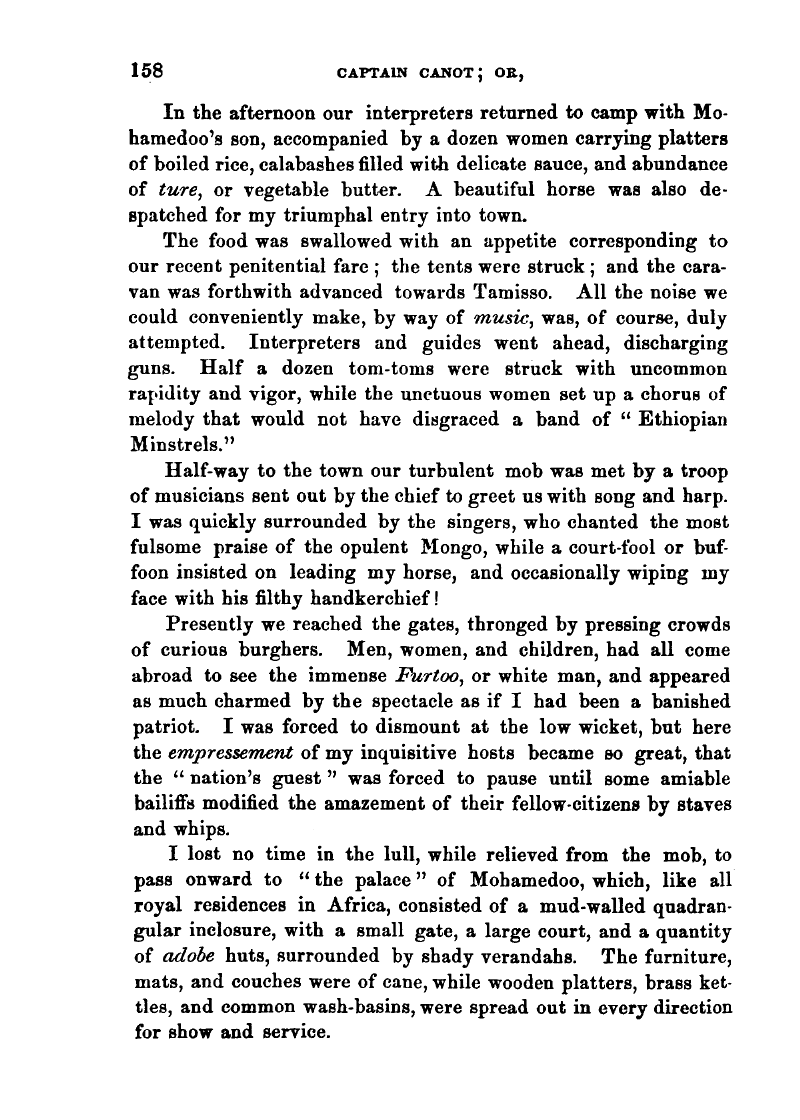 158 CAPTAIN CANOT; OR,
In the afternoon our interpreters returned to camp with Mo-
hamedoo's son, accompanied by a dozen women carrying platters
of boiled rice, calabashes filled with delicate sauce, and abundance
of ture, or vegetable butter. A beautiful horse was also de-
spatched for my triumphal entry into town.
The food was swallowed with an appetite corresponding to
our recent penitential fare; the tents were struck; and the cara-
van was forthwith advanced towards Tamisso. All the noise we
could conveniently make, by way of music, was, of course, duly
attempted. Interpreters and guides went ahead, discharging
guns. Half a dozen tom-toms were struck with uncommon
rapidity and vigor, while the unctuous women set up a chorus of
melody that would not have disgraced a band of "Ethiopian
Minstrels."
Half-way to the town our turbulent mob was met by a troop
of musicians sent out by the chief to greet us with song and harp.
I was quickly surrounded by the singers, who chanted the most
fulsome praise of the opulent Mongo, while a court-fool or buf-
foon insisted on leading my horse, and occasionally wiping my
face with his filthy handkerchief!
Presently we reached the gates, thronged by pressing crowds
of curious burghers. Men, women, and children, had all come
abroad to see the immense Furtoo, or white man, and appeared
as much charmed by the spectacle as if I had been a banished
patriot. I was forced to dismount at the low wicket, but here
the empressement of my inquisitive hosts became so great, that
the "nation's guest" was forced to pause until some amiable
bailiffs modified the amazement of their fellow-citizens by staves
and whips.
I lost no time in the lull, while relieved from the mob, to
pass onward to "the palace" of Mohamedoo, which, like all
royal residences in Africa, consisted of a mud-walled quadran-
gular inclosure, with a small gate, a large court, and a quantity
of adobe huts, surrounded by shady verandahs. The furniture,
mats, and couches were of cane, while wooden platters, brass ket-
tles, and common wash-basins, were spread out in every direction
for show and service.